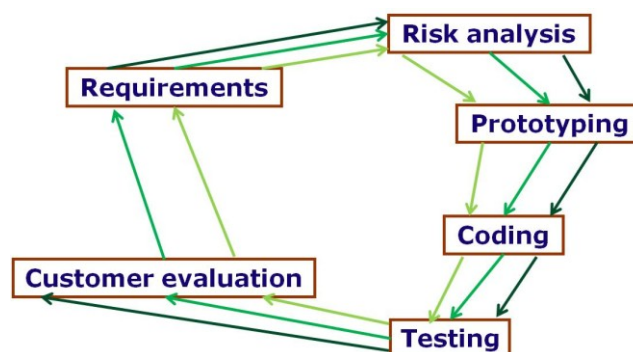 Risk analysis
Requirements
Prototyping
Coding
Customer evaluation
Testing